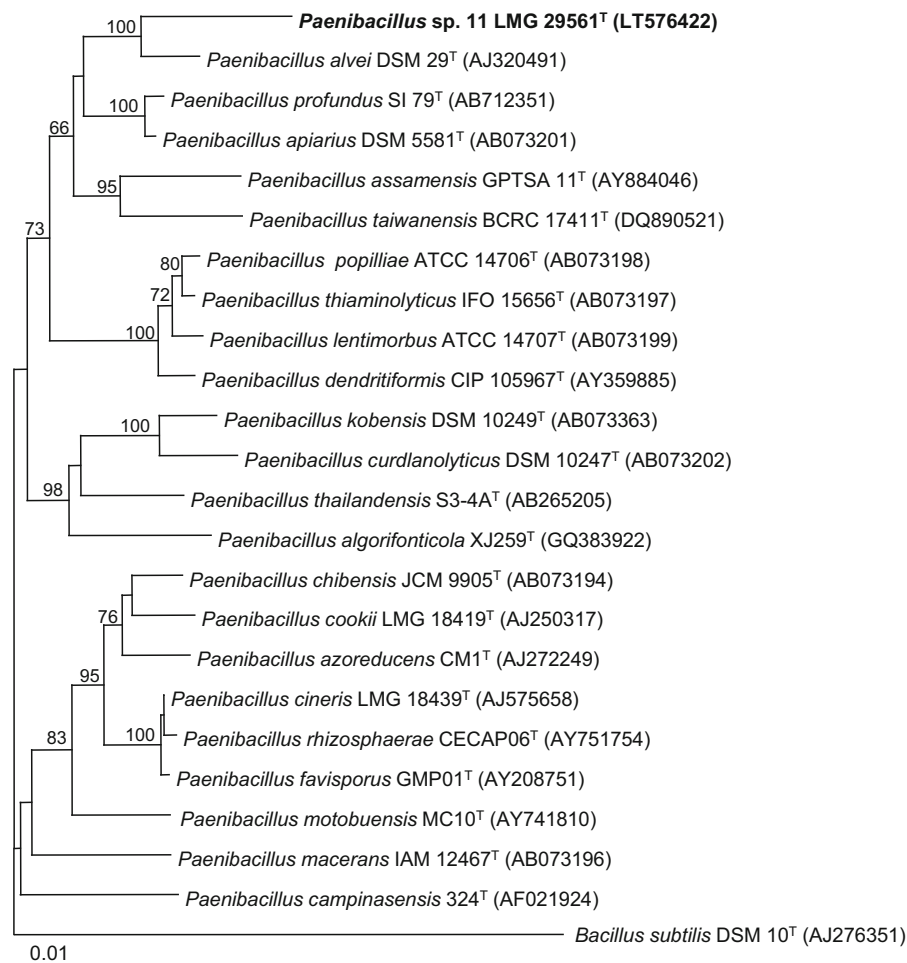 Paenibacillus sp. 11 LMG 29561ᵀ (LT576422)
100
Paenibacillus alvei DSM 29ᵀ (AJ320491)
Paenibacillus profundus SI 79ᵀ (AB712351)
100
66
Paenibacillus apiarius DSM 5581ᵀ (AB073201)
Paenibacillus assamensis GPTSA 11ᵀ (AY884046)
95
Paenibacillus taiwanensis BCRC 17411ᵀ (DQ890521)
73
Paenibacillus popilliae ATCC 14706ᵀ (AB073198)
80
72
Paenibacillus thiaminolyticus IFO 15656ᵀ (AB073197)
100
Paenibacillus lentimorbus ATCC 14707ᵀ (AB073199)
Paenibacillus dendritiformis CIP 105967ᵀ (AY359885)
Paenibacillus kobensis DSM 10249ᵀ (AB073363)
100
Paenibacillus curdlanolyticus DSM 10247ᵀ (AB073202)
98
Paenibacillus thailandensis S3-4Aᵀ (AB265205)
Paenibacillus algorifonticola XJ259ᵀ (GQ383922)
Paenibacillus chibensis JCM 9905ᵀ (AB073194)
76
Paenibacillus cookii LMG 18419ᵀ (AJ250317)
Paenibacillus azoreducens CM1ᵀ (AJ272249)
95
Paenibacillus cineris LMG 18439ᵀ (AJ575658)
83
100
Paenibacillus rhizosphaerae CECAP06ᵀ (AY751754)
Paenibacillus favisporus GMP01ᵀ (AY208751)
Paenibacillus motobuensis MC10ᵀ (AY741810)
Paenibacillus macerans IAM 12467ᵀ (AB073196)
Paenibacillus campinasensis 324ᵀ (AF021924)
Bacillus subtilis DSM 10ᵀ (AJ276351)
0.01